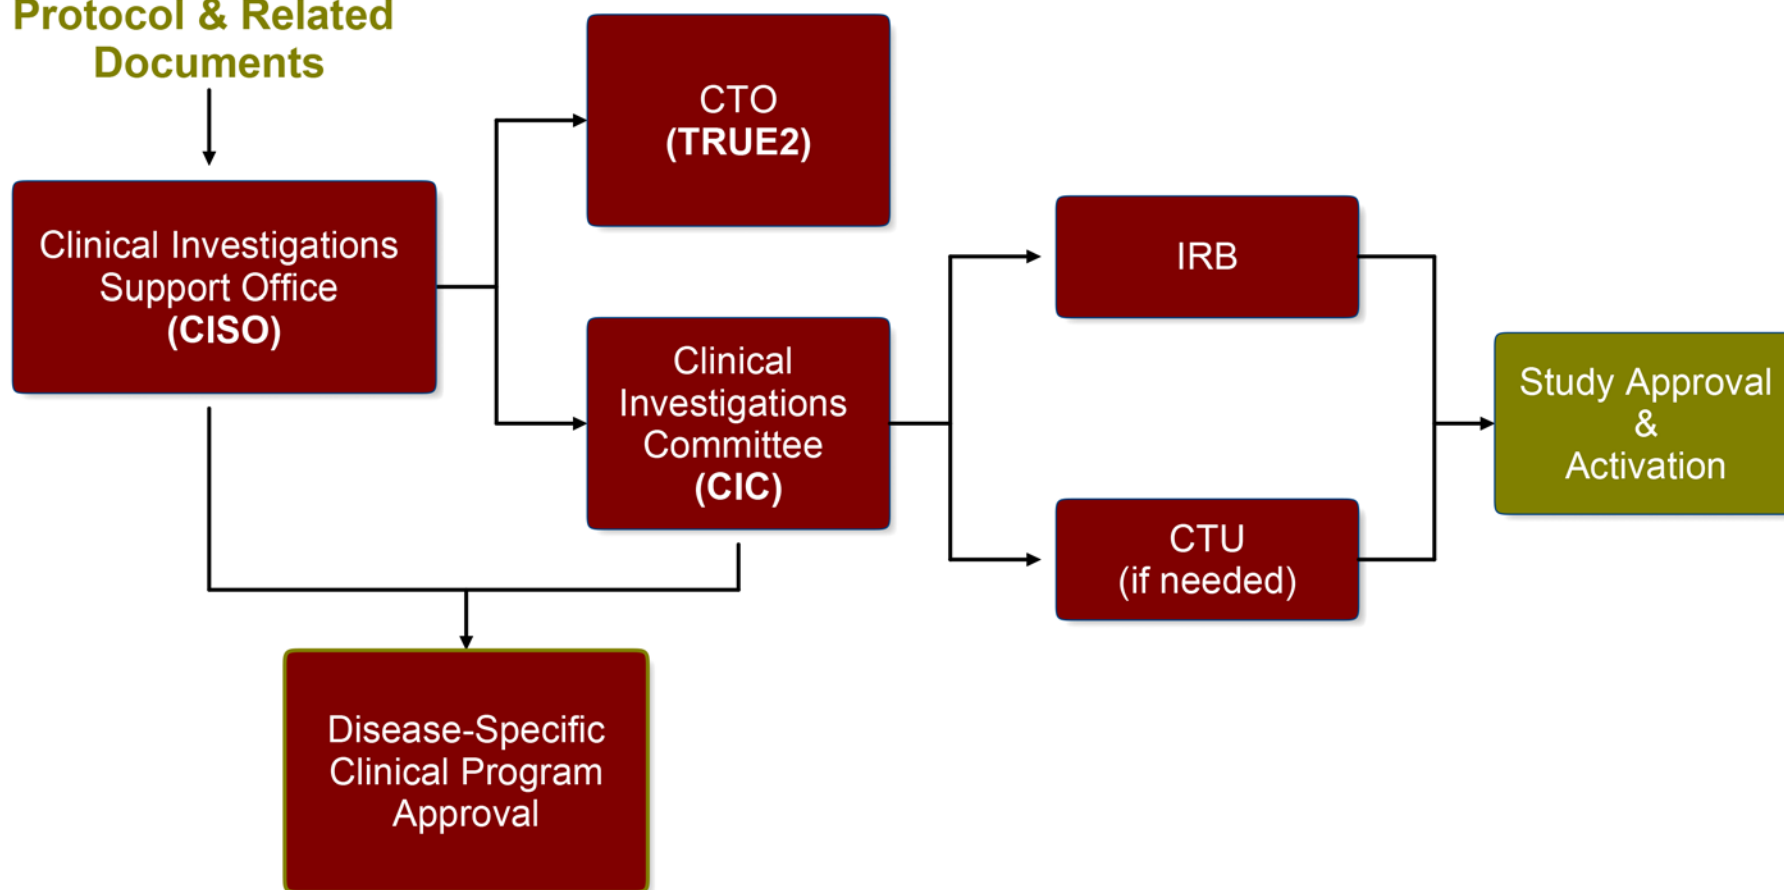 Protocol & Related
Documents
Clinical Investigations
Support Office
(CISO)
CTO
(TRUE2)
Clinical
Investigations
Committee
(CIC)
IRB
CTU
(if needed)
Study Approval
&
Activation
Disease-Specific
Clinical Program
Approval